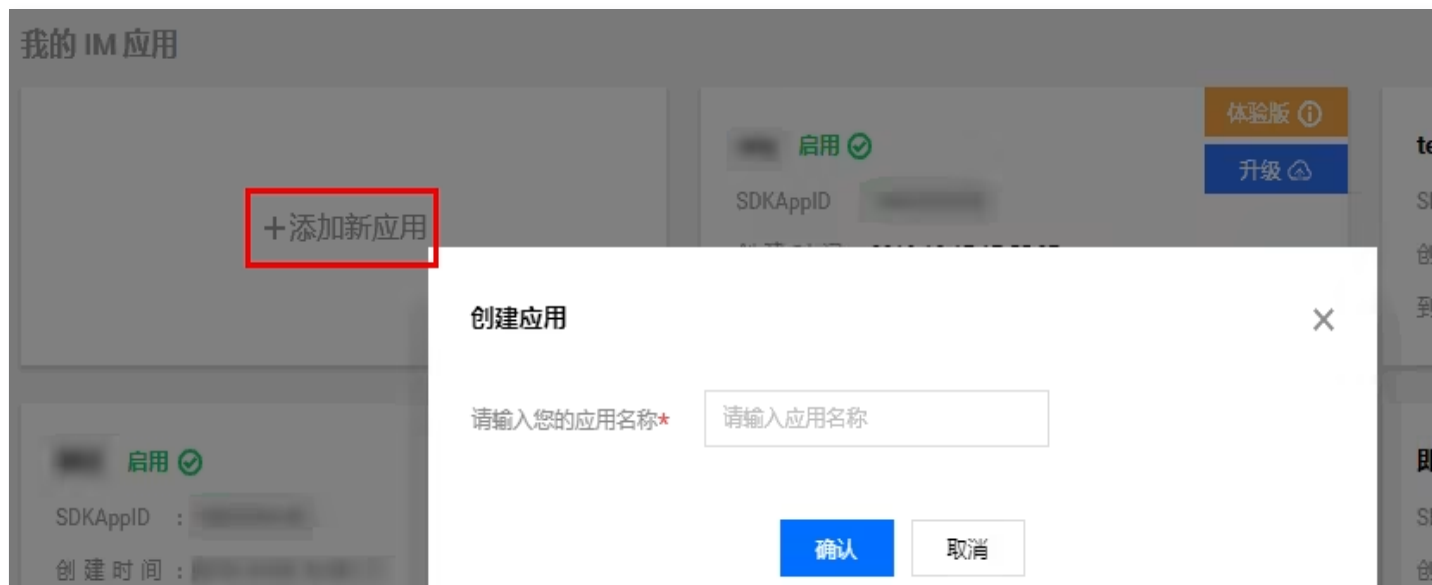 我的 IM 应用
体验版
启用
升级
te
SDKAppID
+添加新应用
创建应用
请输入您的应用名称*
请输入应用名称
启用
SDKAppID :
确认
取消
创建时间 :